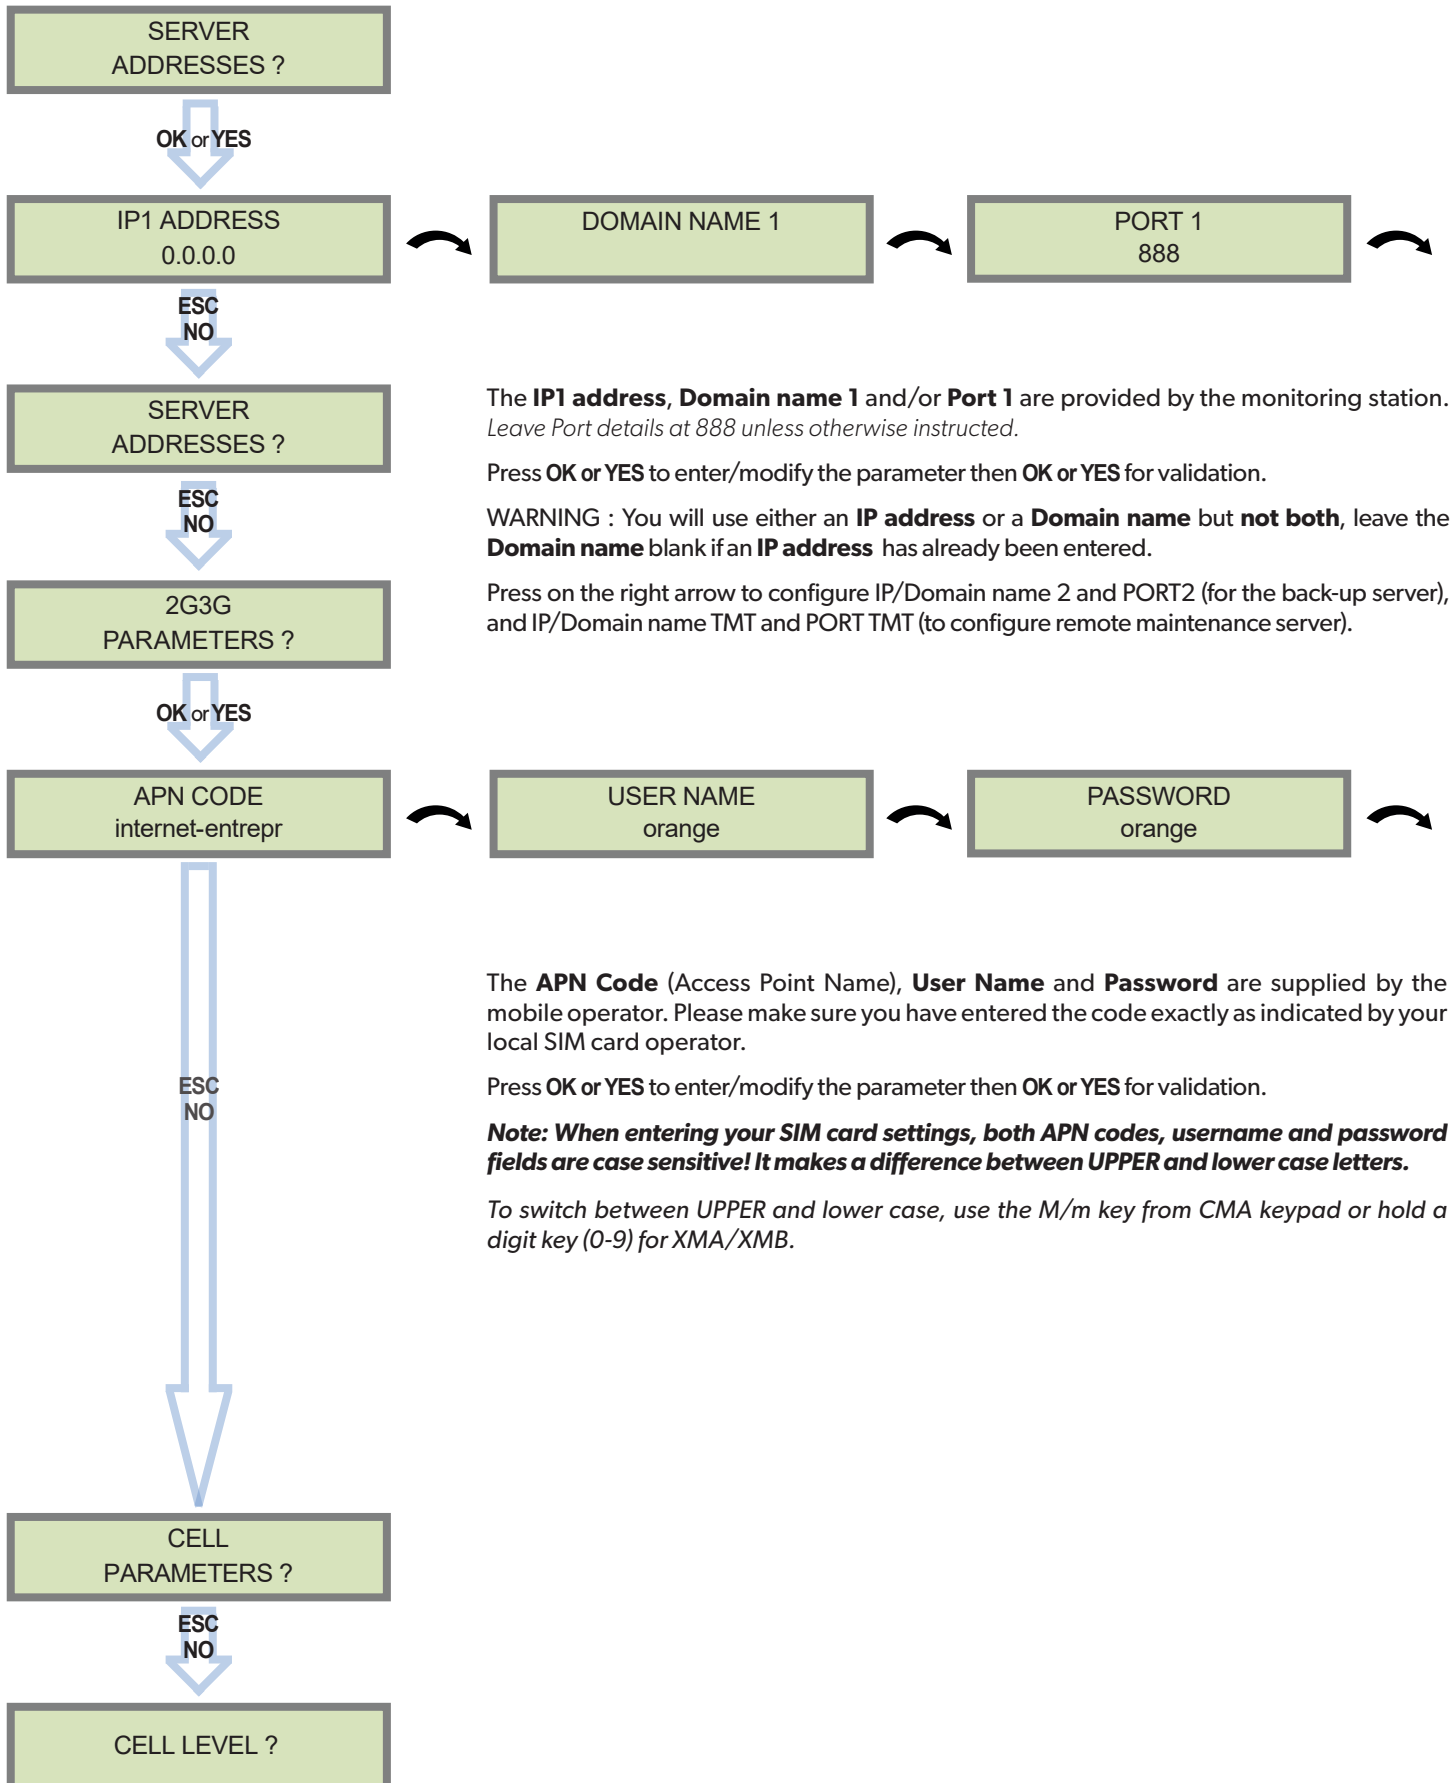 SERVER
ADDRESSES ?
OK or YES
IP1 ADDRESS
0.0.0.0
DOMAIN NAME 1
PORT 1
888
ESC
NO
SERVER
ADDRESSES ?
The IP1 address, Domain name 1 and/or Port 1 are provided by the monitoring station.
Leave Port details at 888 unless otherwise instructed.
Press OK or YES to enter/modify the parameter then OK or YES for validation.
WARNING : You will use either an IP address or a Domain name but not both, leave the
Domain name blank if an IP address has already been entered.
Press on the right arrow to configure IP/Domain name 2 and PORT2 (for the back-up server),
and IP/Domain name TMT and PORT TMT (to configure remote maintenance server).
ESC
NO
2G3G
PARAMETERS ?
OK or YES
APN CODE
internet-entrepr
USER NAME
orange
PASSWORD
orange
The APN Code (Access Point Name), User Name and Password are supplied by the
mobile operator. Please make sure you have entered the code exactly as indicated by your
local SIM card operator.
Press OK or YES to enter/modify the parameter then OK or YES for validation.
Note: When entering your SIM card settings, both APN codes, username and password
fields are case sensitive! It makes a difference between UPPER and lower case letters.
To switch between UPPER and lower case, use the M/m key from CMA keypad or hold a
digit key (0-9) for XMA/XMB.
ESC
NO
CELL
PARAMETERS ?
ESC
NO
CELL LEVEL ?